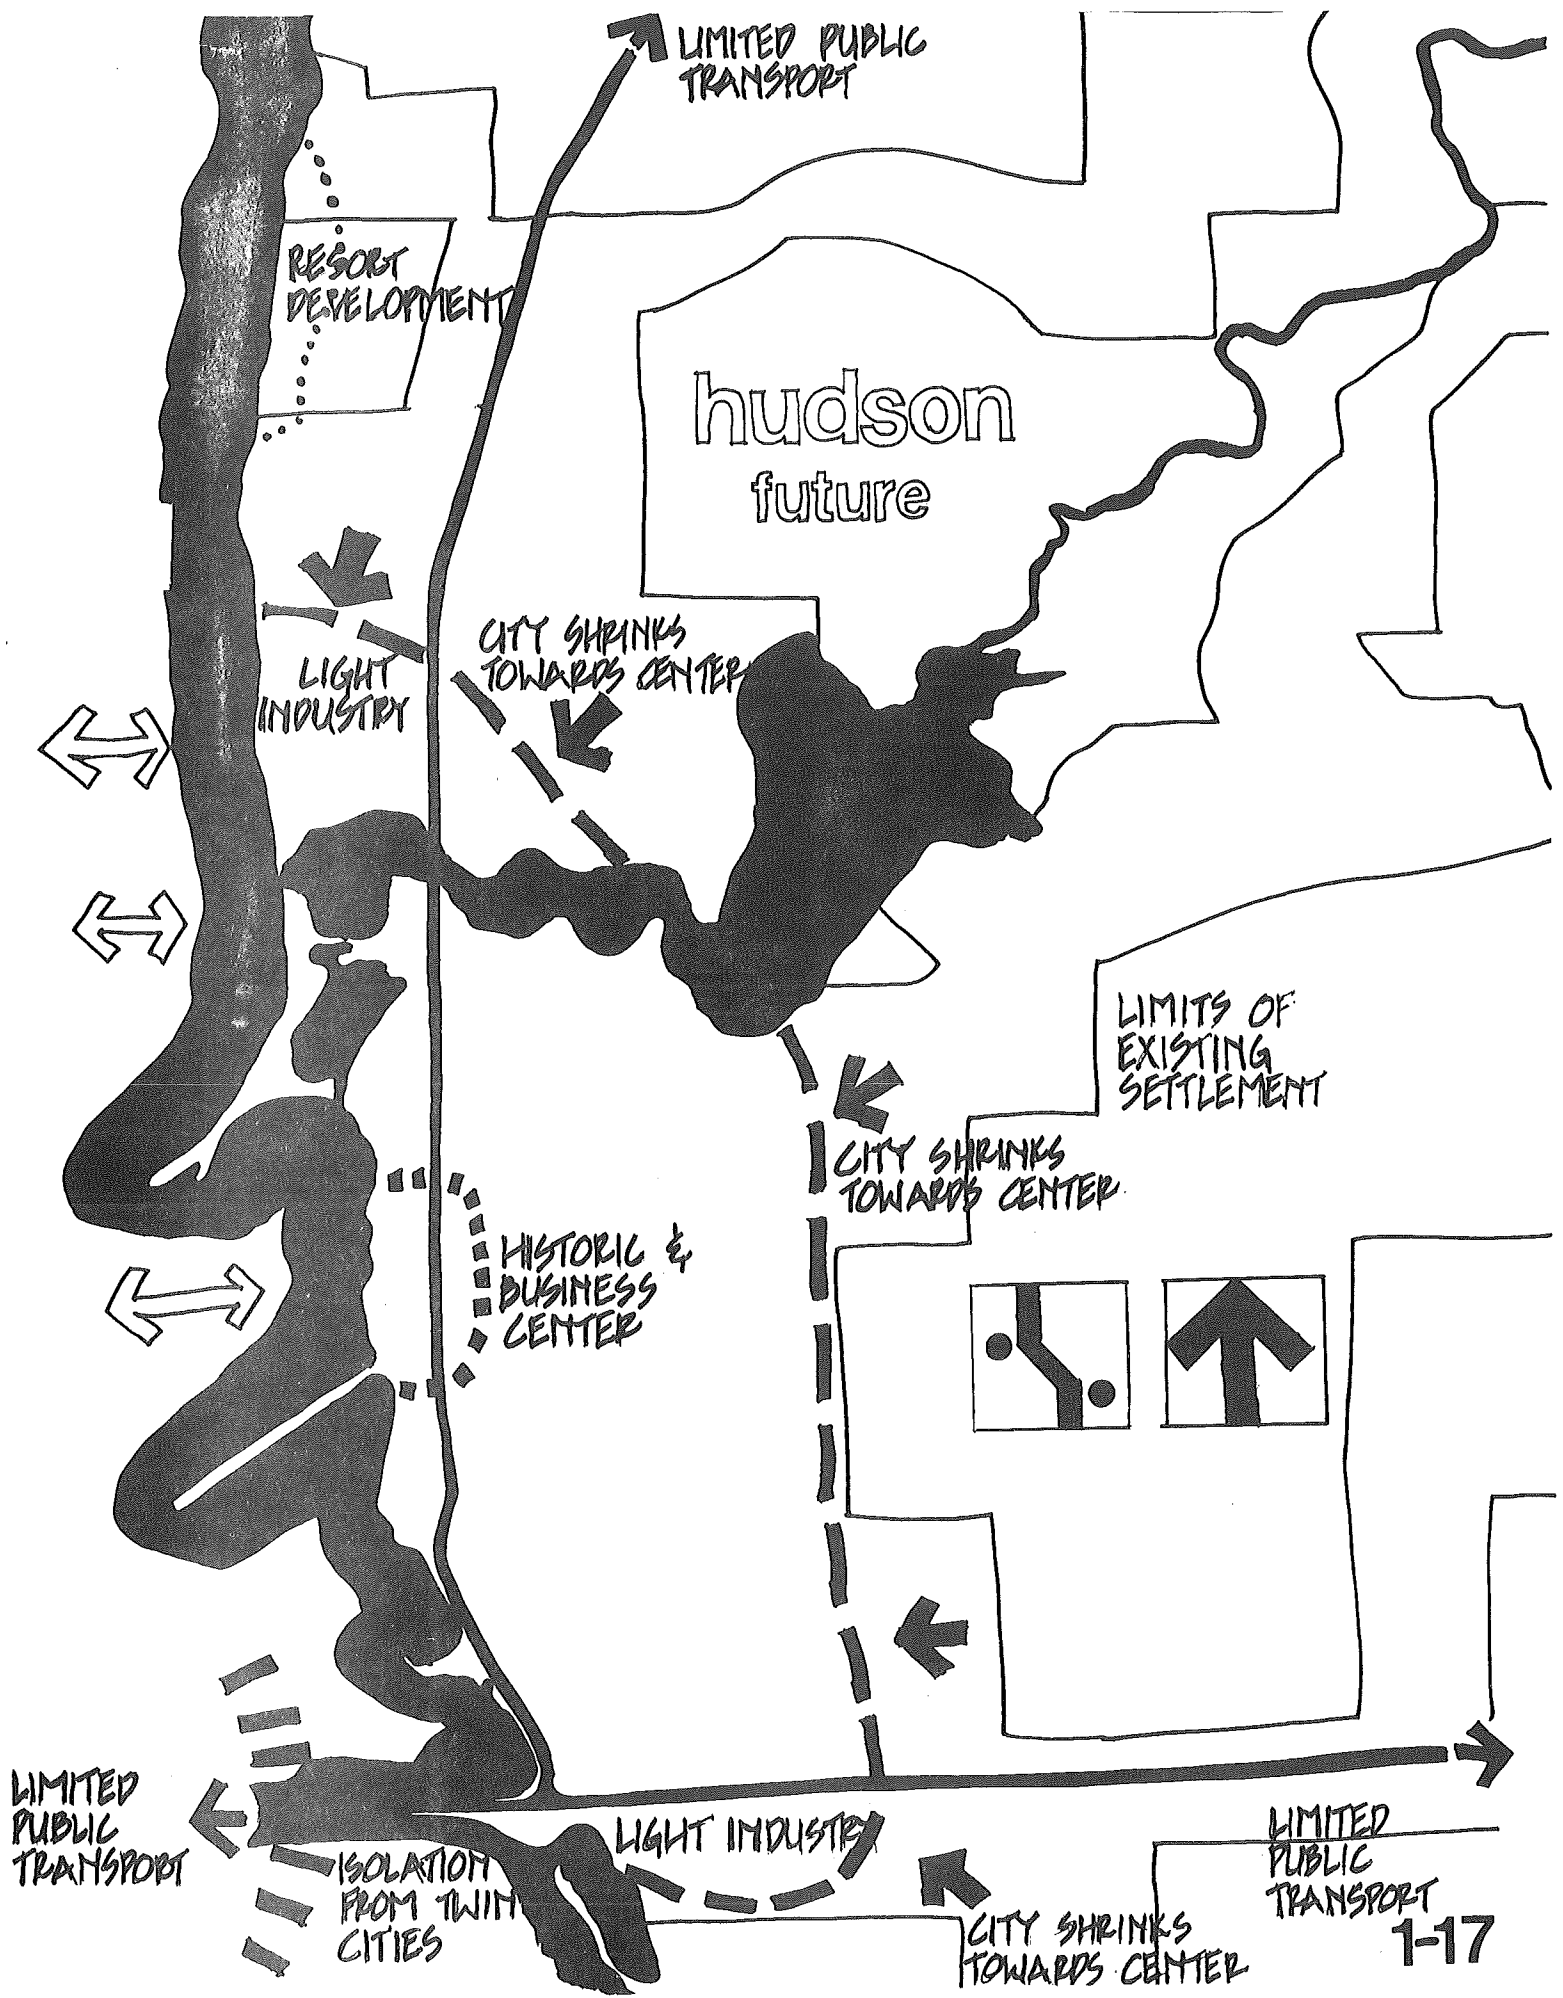 LIMITED PUBLIC
TRANSPORT
RESORT
DEVELOPMENT
hudson
future
CITY SHRINKS
TOWARDS CENTER
LIGHT
INDUSTRY
LIMITS OF
EXISTING
SETTLEMENT
CITY SHRINKS
TOWARDS CENTER
HISTORIC &
BUSINESS
CENTER
LIMITED
PUBLIC
TRANSPORT
LIGHT INDUSTRY
ISOLATION
FROM TWIN
CITIES
LIMITED
PUBLIC
TRANSPORT
CITY SHRINKS
TOWARDS CENTER
1-17